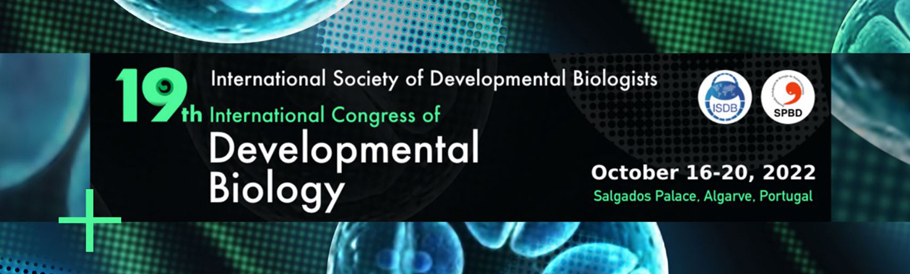 19th
International Society of Developmental Biologists
International Congress of
Developmental
Biology
ISDB
SPBD
October 16-20, 2022
Salgados Palace, Algarve, Portugal